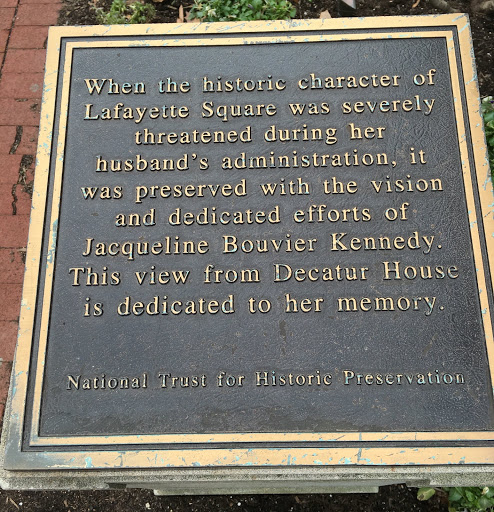 When the historic character of
Lafayette Square was severely
threatened during her
husband's administration, it
was preserved with the vision
and dedicated efforts of
Jacqueline Bouvier Kennedy.
This view from Decatur House
is dedicated to her memory.
National Trust for Historic Preservation